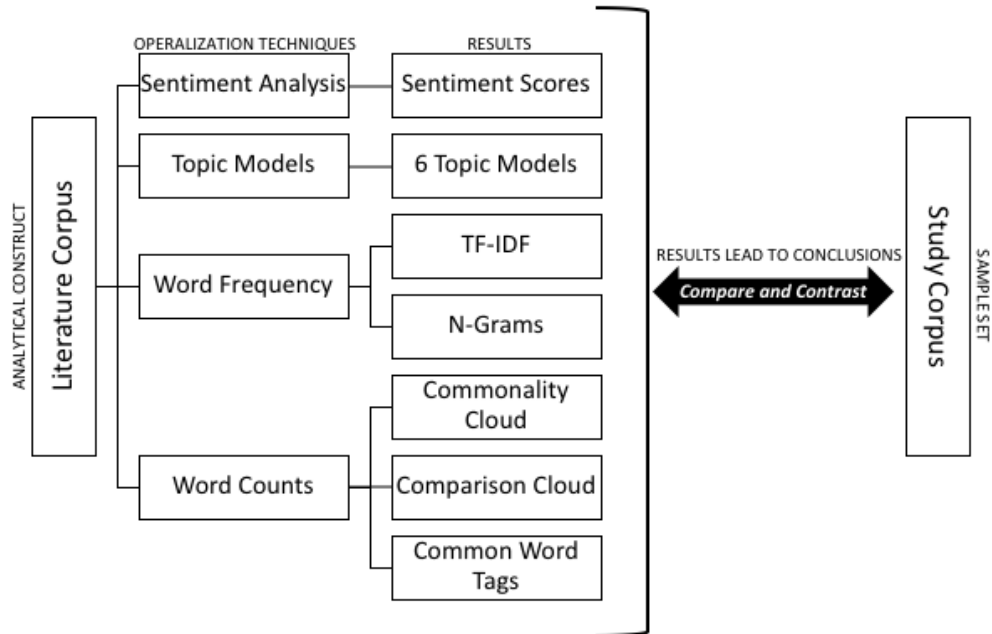 OPERALIZATION TECHNIQUES
RESULTS
Sentiment Analysis
Sentiment Scores
Topic Models
6 Topic Models
Word Frequency
TF-IDF
N-Grams
Word Counts
Commonality
Cloud
Comparison Cloud
Common Word
Tags
ANALYTICAL CONSTRUCT
Literature Corpus
RESULTS LEAD TO CONCLUSIONS
Compare and Contrast
Study Corpus
SAMPLE SET